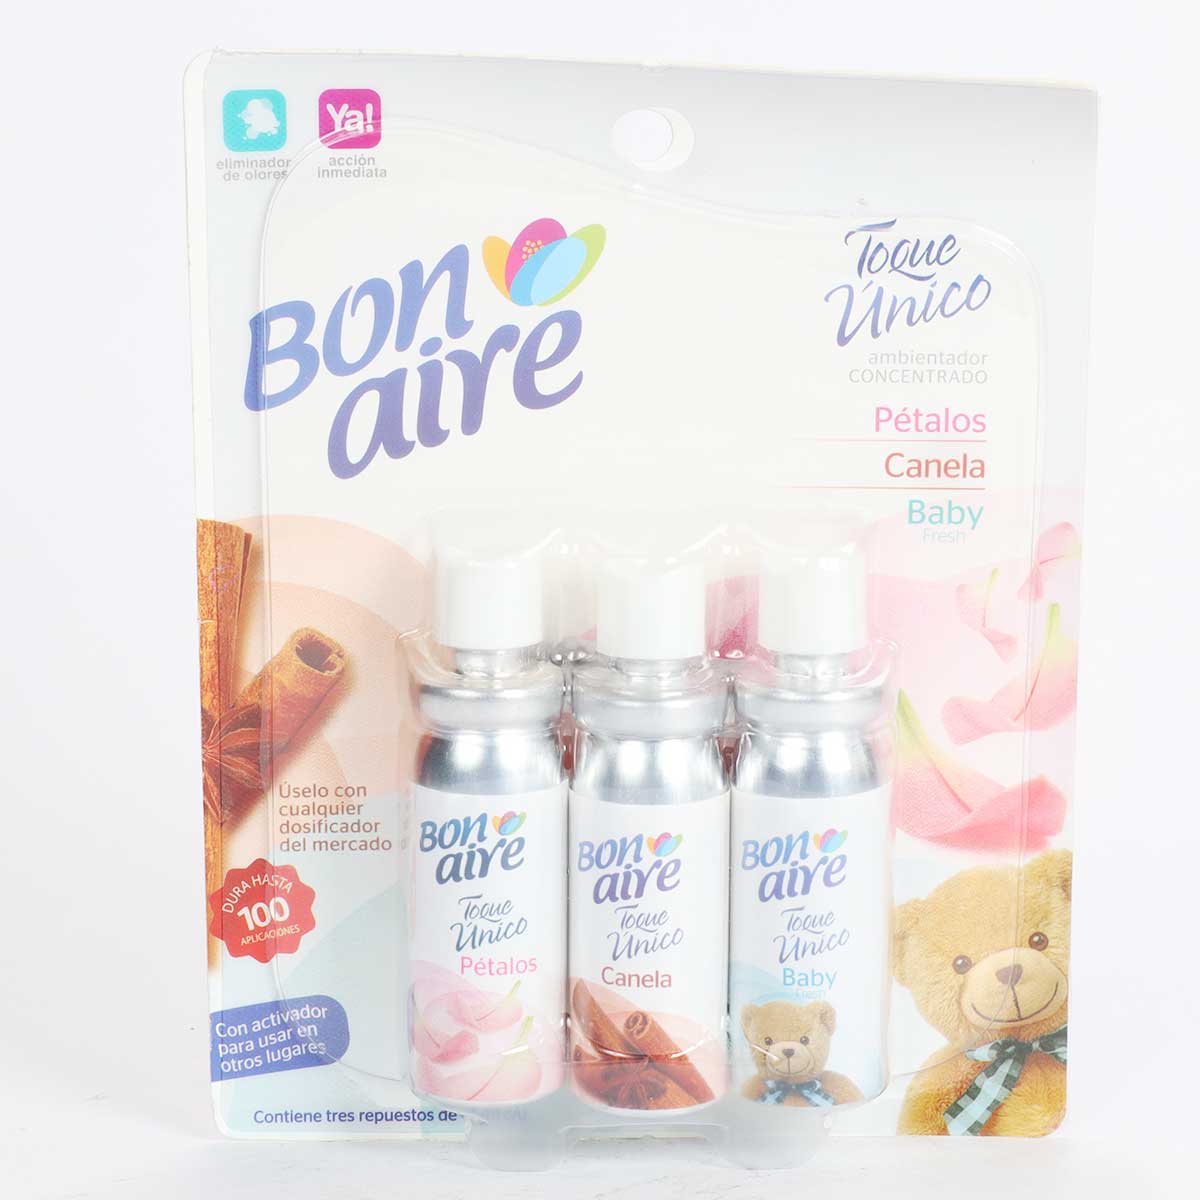 eliminador
de olores
Ya!
acción
inmediata
Bon
aire
Toque
Único
ambientador
CONCENTRADO
Pétalos
Canela
Baby
Fresh
Úselo con
cualquier
dosificador
del mercado
DURA HASTA
100
APLICACIONES
Con activador
para usar en
otros lugares
Contiene tres repuestos de
Bon
aire
Toque
Único
Pétalos
Bon
aire
Toque
Único
Canela
Bon
aire
Toque
Único
Baby
Fresh